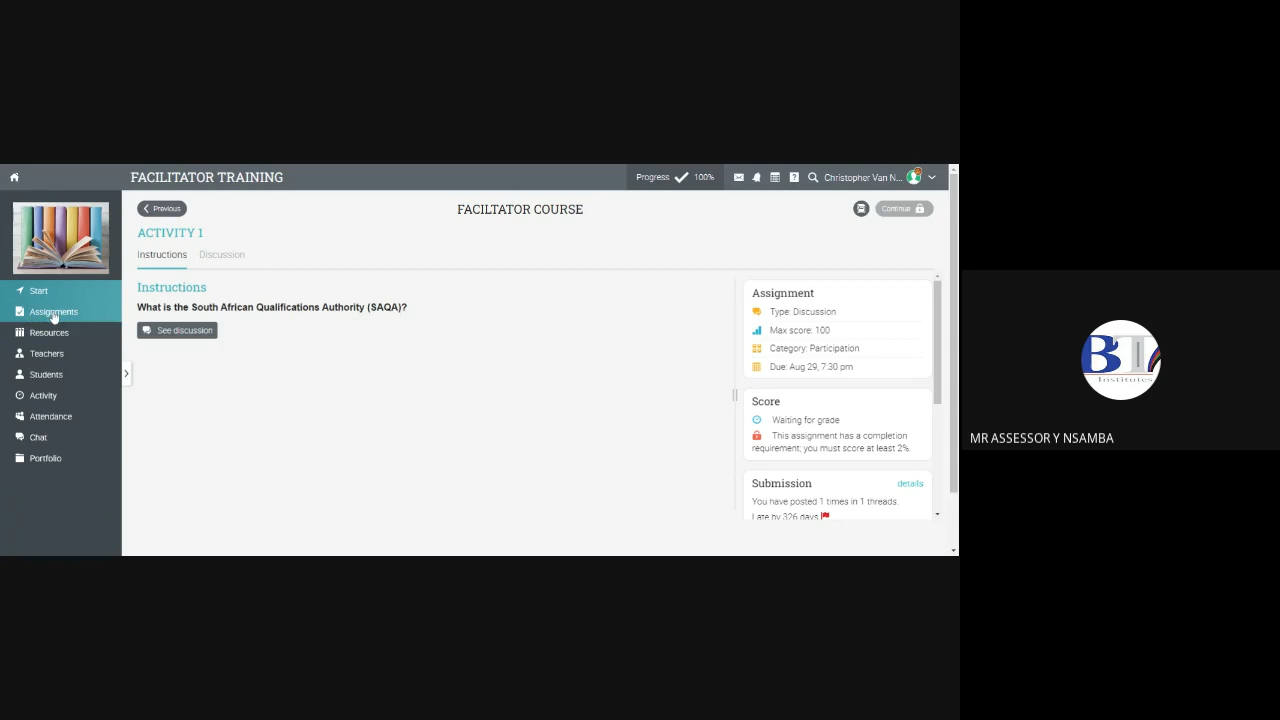 FACILITATOR TRAINING
Progress 100%
Christopher Van N...
Previous
FACILTATOR COURSE
Continue
ACTIVITY 1
Instructions Discussion
Start
Assignments
Resources
Teachers
Students
Activity
Attendance
Chat
Portfolio
Instructions
What is the South African Qualifications Authority (SAQA)?
See discussion
Assignment
Type: Discussion
Max score: 100
Category: Participation
Due: Aug 29, 7:30 pm
Score
Waiting for grade
This assignment has a completion
requirement; you must score at least 2%.
Submission details
You have posted 1 times in 1 threads.
Late by 326 days
Institutes
MR ASSESSOR Y NSAMBA